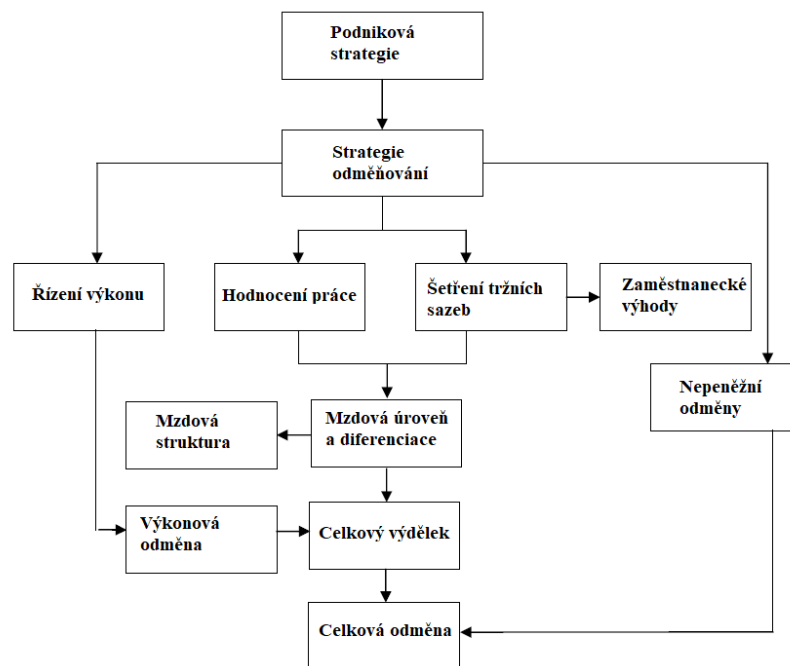 Podniková
strategie
Strategie
odměňování
Řízení výkonu
Hodnocení práce
Šetření tržních
sazeb
Zaměstnanecké
výhody
Nepeněžní
odměny
Mzdová
struktura
Mzdová úroveň
a diferenciace
Výkonová
odměna
Celkový výdělek
Celková odměna